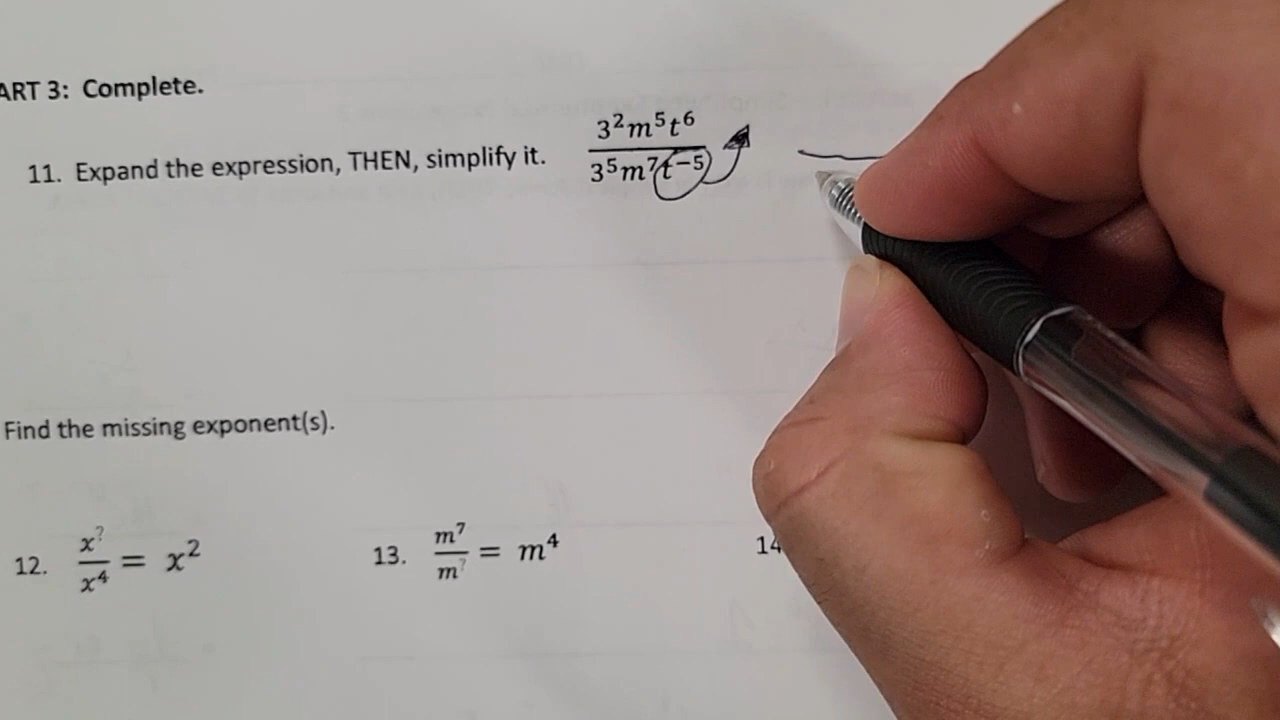 ART 3: Complete.
11. Expand the expression, THEN, simplify it. 3²m⁵t⁶ / 3⁵m⁷t⁻⁵
Find the missing exponent(s).
12. x^? / x⁴ = x² 13. m⁷ / m^? = m⁴ 14